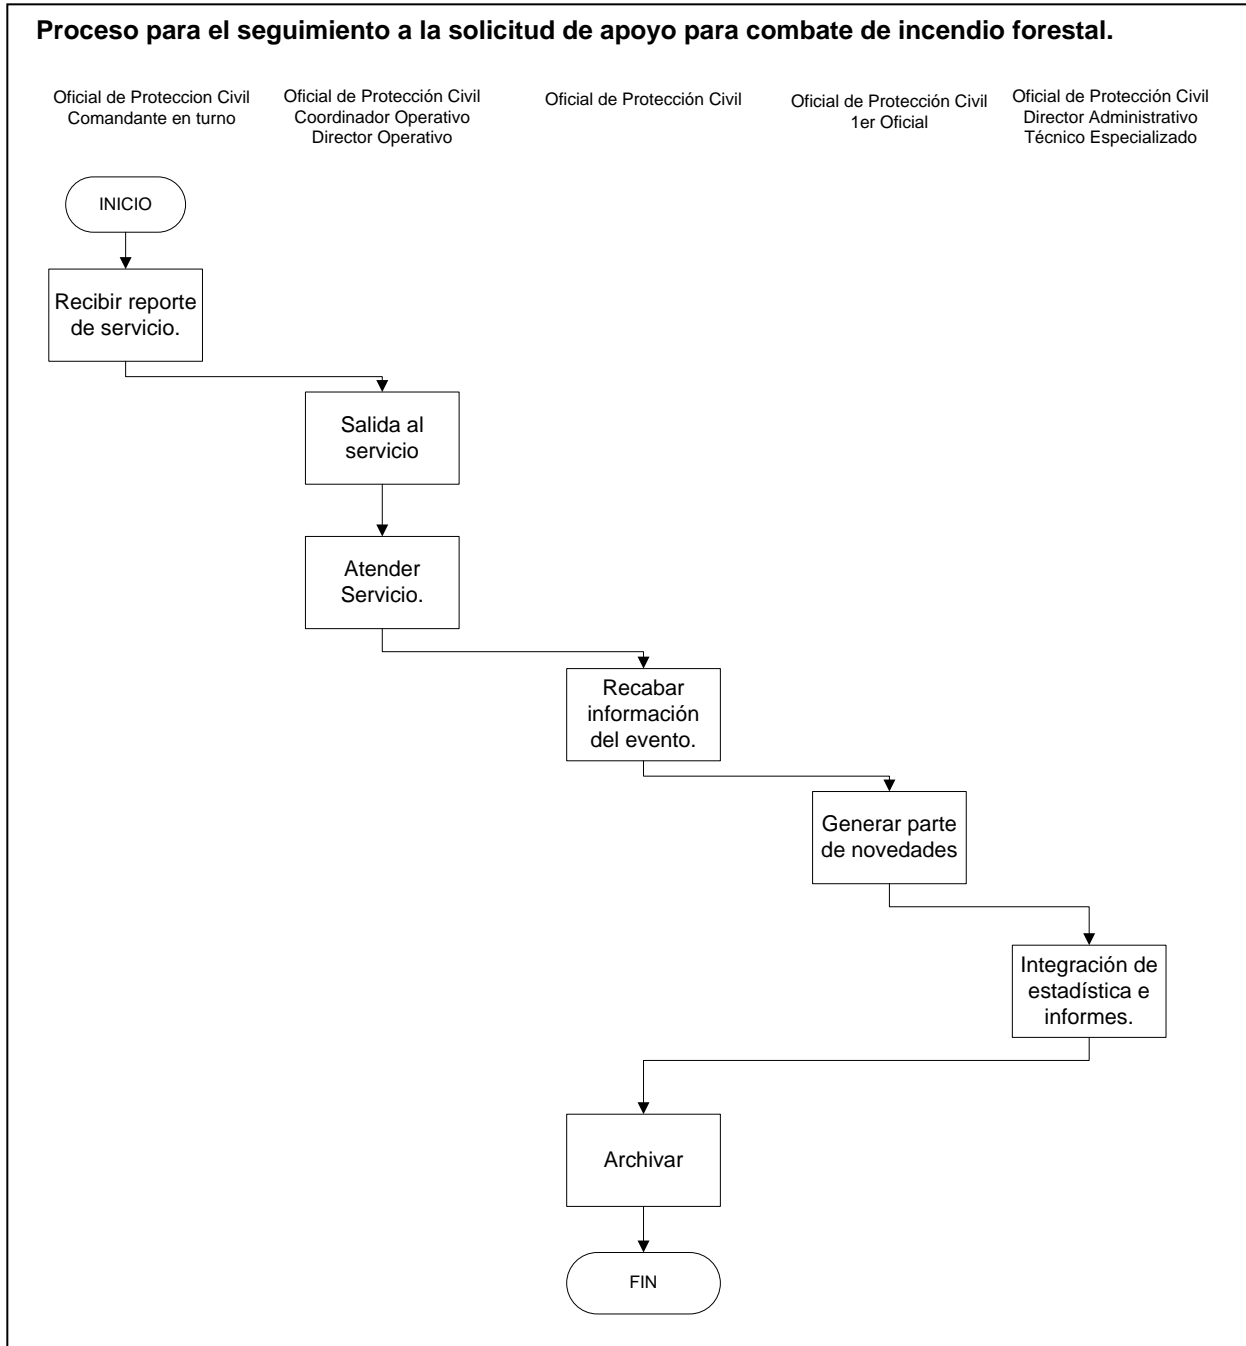 Proceso para el seguimiento a la solicitud de apoyo para combate de incendio forestal.
Oficial de Proteccion Civil
Comandante en turno
Oficial de Protección Civil
Coordinador Operativo
Director Operativo
Oficial de Protección Civil
Oficial de Protección Civil
1er Oficial
Oficial de Protección Civil
Director Administrativo
Técnico Especializado
INICIO
Recibir reporte
de servicio.
Salida al
servicio
Atender
Servicio.
Recabar
información
del evento.
Generar parte
de novedades
Integración de
estadística e
informes.
Archivar
FIN